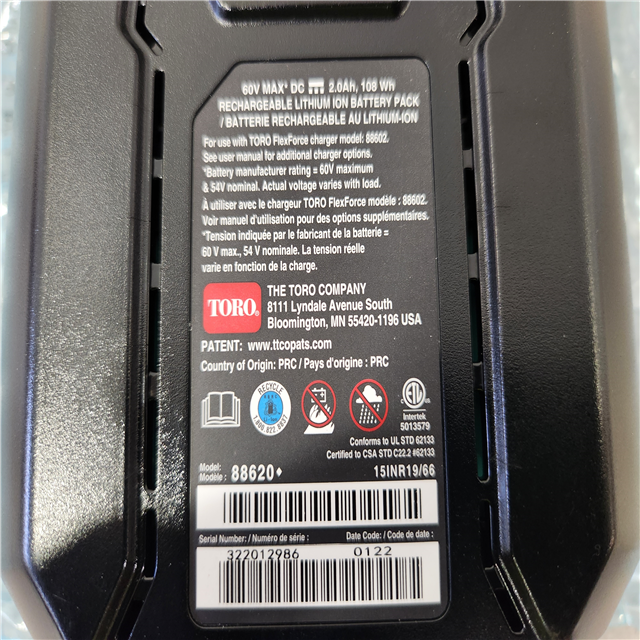 60V MAX* DC 2.0Ah, 108 Wh
RECHARGEABLE LITHIUM ION BATTERY PACK
/ BATTERIE RECHARGEABLE AU LITHIUM-ION
For use with TORO FlexForce charger model: 88602.
See user manual for additional charger options.
*Battery manufacturer rating = 60V maximum
& 54V nominal. Actual voltage varies with load.
À utiliser avec le chargeur TORO FlexForce modèle : 88602.
Voir manuel d'utilisation pour des options supplémentaires.
*Tension indiquée par le fabricant de la batterie =
60 V max., 54 V nominale. La tension réelle
varie en fonction de la charge.
TORO
THE TORO COMPANY
8111 Lyndale Avenue South
Bloomington, MN 55420-1196 USA
PATENT: www.ttcopats.com
Country of Origin: PRC / Pays d'origine : PRC
RECYCLE
1.800.822.8837
ETL
Intertek
5013579
Conforms to UL STD 62133
Certified to CSA STD C22.2 #62133
Model:
Modèle : 88620♦ 15INR19/66
Serial Number: / Numéro de série : Date Code: / Code de date :
322012986 0122